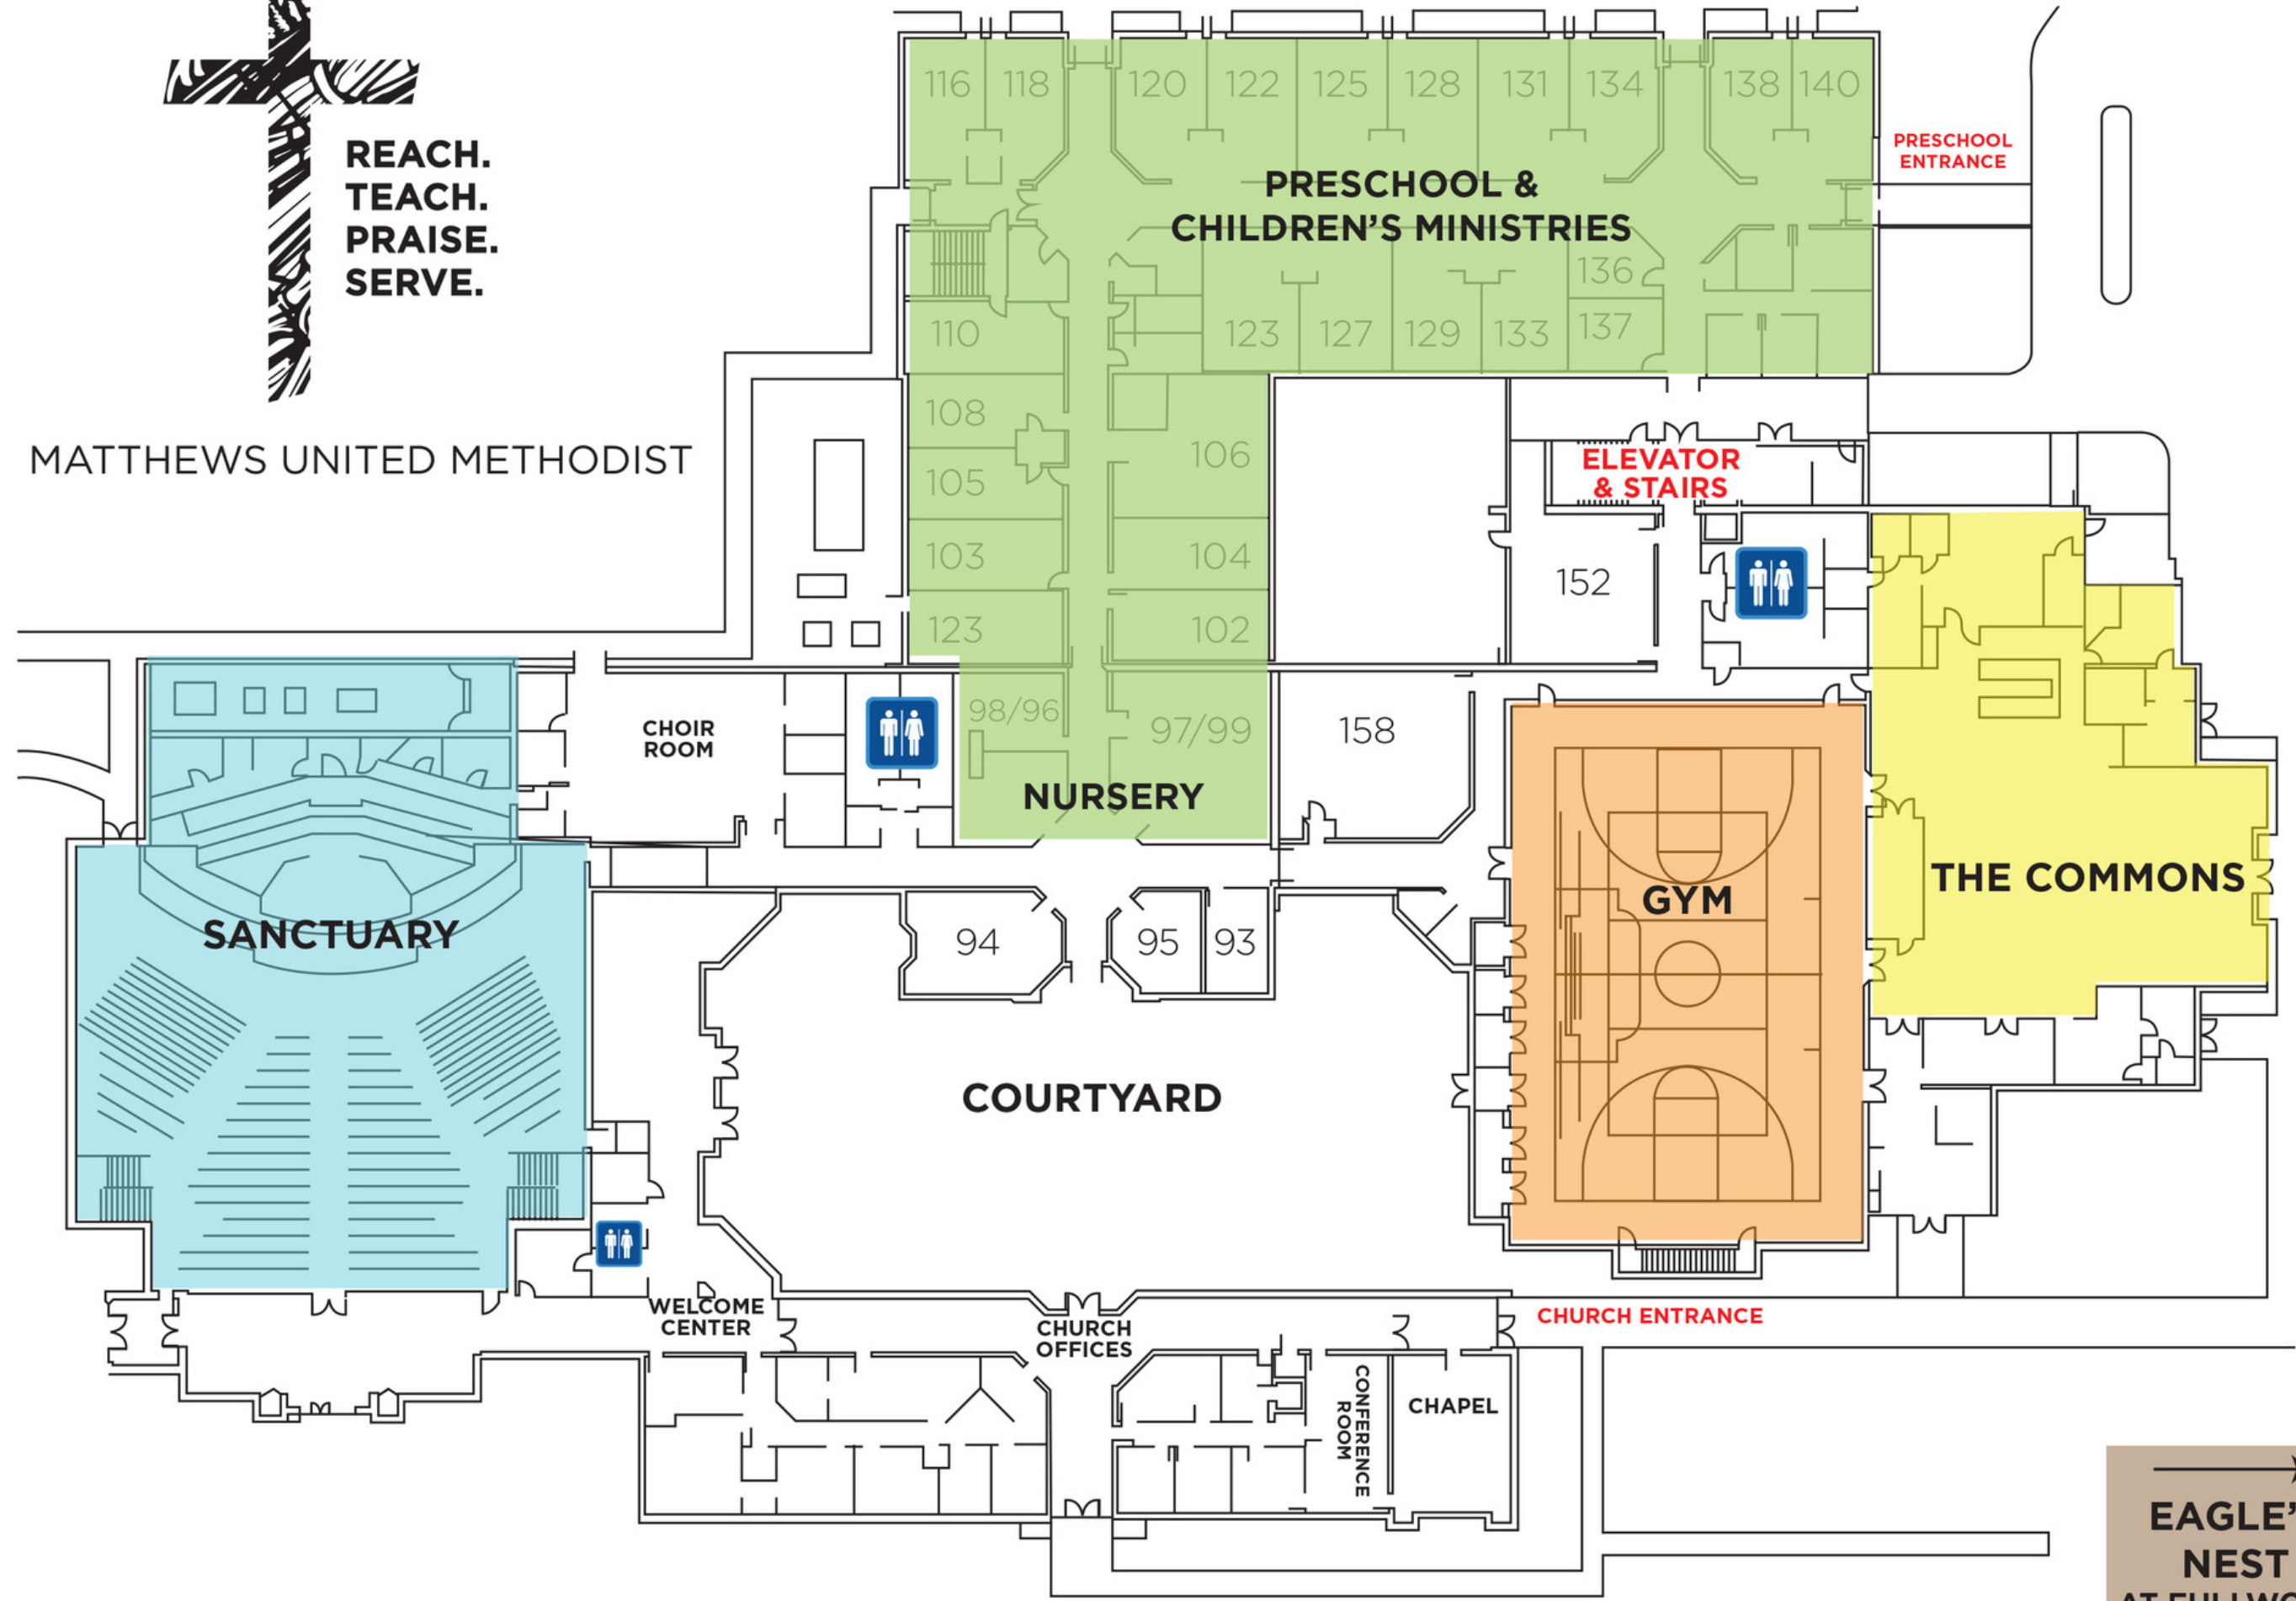 REACH.
TEACH.
PRAISE.
SERVE.
MATTHEWS UNITED METHODIST
116 118 120 122 125 128 131 134 138 140
PRESCHOOL
ENTRANCE
PRESCHOOL &
CHILDREN'S MINISTRIES
136
110 123 127 129 133 137
108
106
105
103 104
123 102
ELEVATOR
& STAIRS
152
98/96 97/99
NURSERY
158
CHOIR
ROOM
SANCTUARY
94 95 93
GYM
THE COMMONS
COURTYARD
WELCOME
CENTER
CHURCH
OFFICES
CHURCH ENTRANCE
CONFERENCE
ROOM
CHAPEL
EAGLE'
NEST